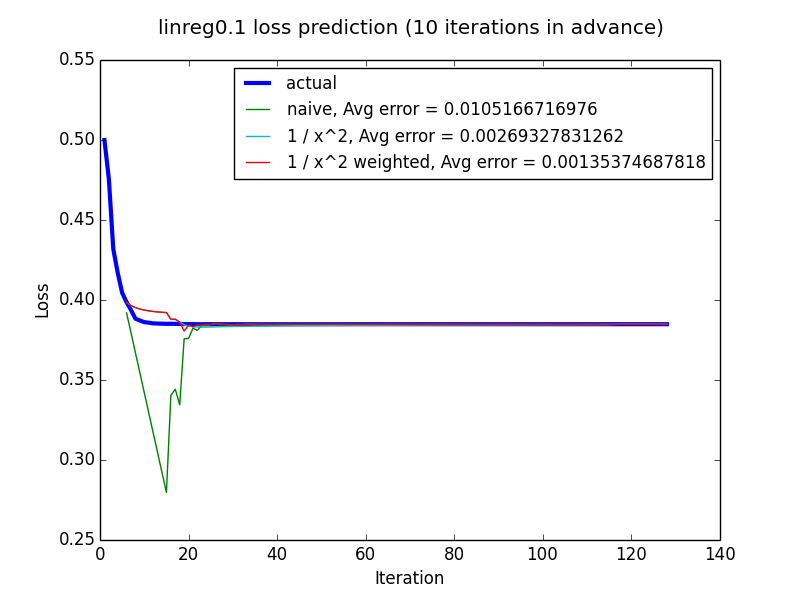 linreg0.1 loss prediction (10 iterations in advance)
0.55
0.50
0.45
0.40
0.35
0.30
0.25
Loss
actual
naive, Avg error = 0.0105166716976
1 / x^2, Avg error = 0.00269327831262
1 / x^2 weighted, Avg error = 0.00135374687818
0 20 40 60 80 100 120 140
Iteration